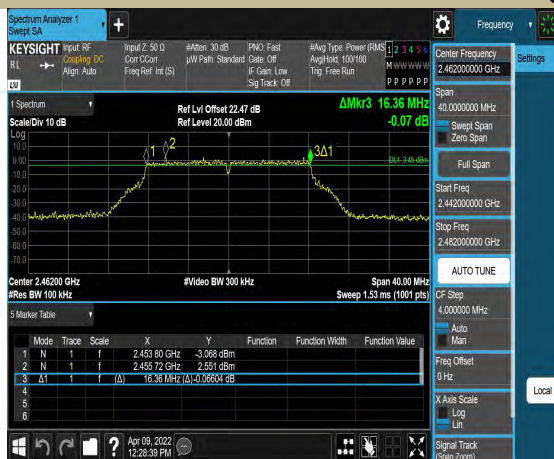 Spectrum Analyzer 1
Swept SA
+
Frequency
KEYSIGHT
RL
Input: RF
Coupling: DC
Align: Auto
Input Z: 50 Ω
Corr CCorr
Freq Ref: Int (S)
#Atten: 30 dB
µW Path: Standard
PNO: Fast
Gate: Off
IF Gain: Low
Sig Track: Off
#Avg Type: Power (RMS)
Avg|Hold: 100/100
Trig: Free Run
1 2 3 4 5 6
M W W W W W
P P P P P P
1 Spectrum
Scale/Div 10 dB
Ref Lvl Offset 22.47 dB
Ref Level 20.00 dBm
ΔMkr3 16.36 MHz
-0.07 dB
Log
10.0
0.00
-10.0
-20.0
-30.0
-40.0
-50.0
-60.0
-70.0
1
2
3Δ1
DL1 -3.45 dBm
Center 2.46200 GHz
#Res BW 100 kHz
#Video BW 300 kHz
Span 40.00 MHz
Sweep 1.53 ms (1001 pts)
5 Marker Table
Mode Trace Scale X Y Function Function Width Function Value
1 N 1 f 2.453 80 GHz -3.068 dBm
2 N 1 f 2.455 72 GHz 2.551 dBm
3 Δ1 1 f (Δ) 16.36 MHz (Δ) -0.06604 dB
4
5
6
Apr 09, 2022
12:28:39 PM
Center Frequency
2.462000000 GHz
Settings
Span
40.0000000 MHz
Swept Span
Zero Span
Full Span
Start Freq
2.442000000 GHz
Stop Freq
2.482000000 GHz
AUTO TUNE
CF Step
4.000000 MHz
Auto
Man
Freq Offset
0 Hz
Local
X Axis Scale
Log
Lin
Signal Track
(Span Zoom)